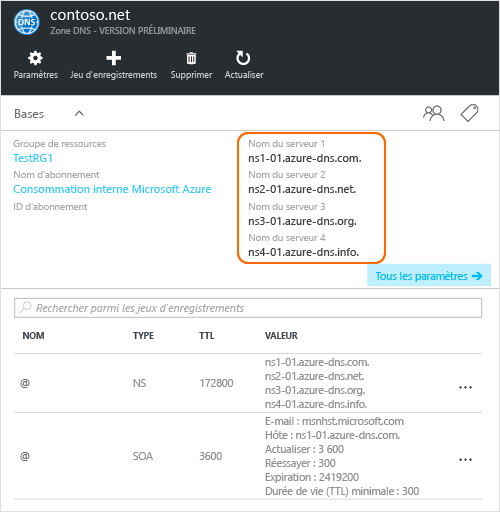 DNS
contoso.net
Zone DNS - VERSION PRÉLIMINAIRE
Paramètres Jeu d'enregistrements Supprimer Actualiser
Bases
Groupe de ressources
TestRG1
Nom d'abonnement
Consommation interne Microsoft Azure
ID d'abonnement
Nom du serveur 1
ns1-01.azure-dns.com.
Nom du serveur 2
ns2-01.azure-dns.net.
Nom du serveur 3
ns3-01.azure-dns.org.
Nom du serveur 4
ns4-01.azure-dns.info.
Tous les paramètres
Rechercher parmi les jeux d'enregistrements
NOM TYPE TTL VALEUR
@ NS 172800
ns1-01.azure-dns.com.
ns2-01.azure-dns.net.
ns3-01.azure-dns.org.
ns4-01.azure-dns.info.
@ SOA 3600
E-mail : msnhst.microsoft.com
Hôte : ns1-01.azure-dns.com.
Actualiser : 3 600
Réessayer : 300
Expiration : 2419200
Durée de vie (TTL) minimale : 300